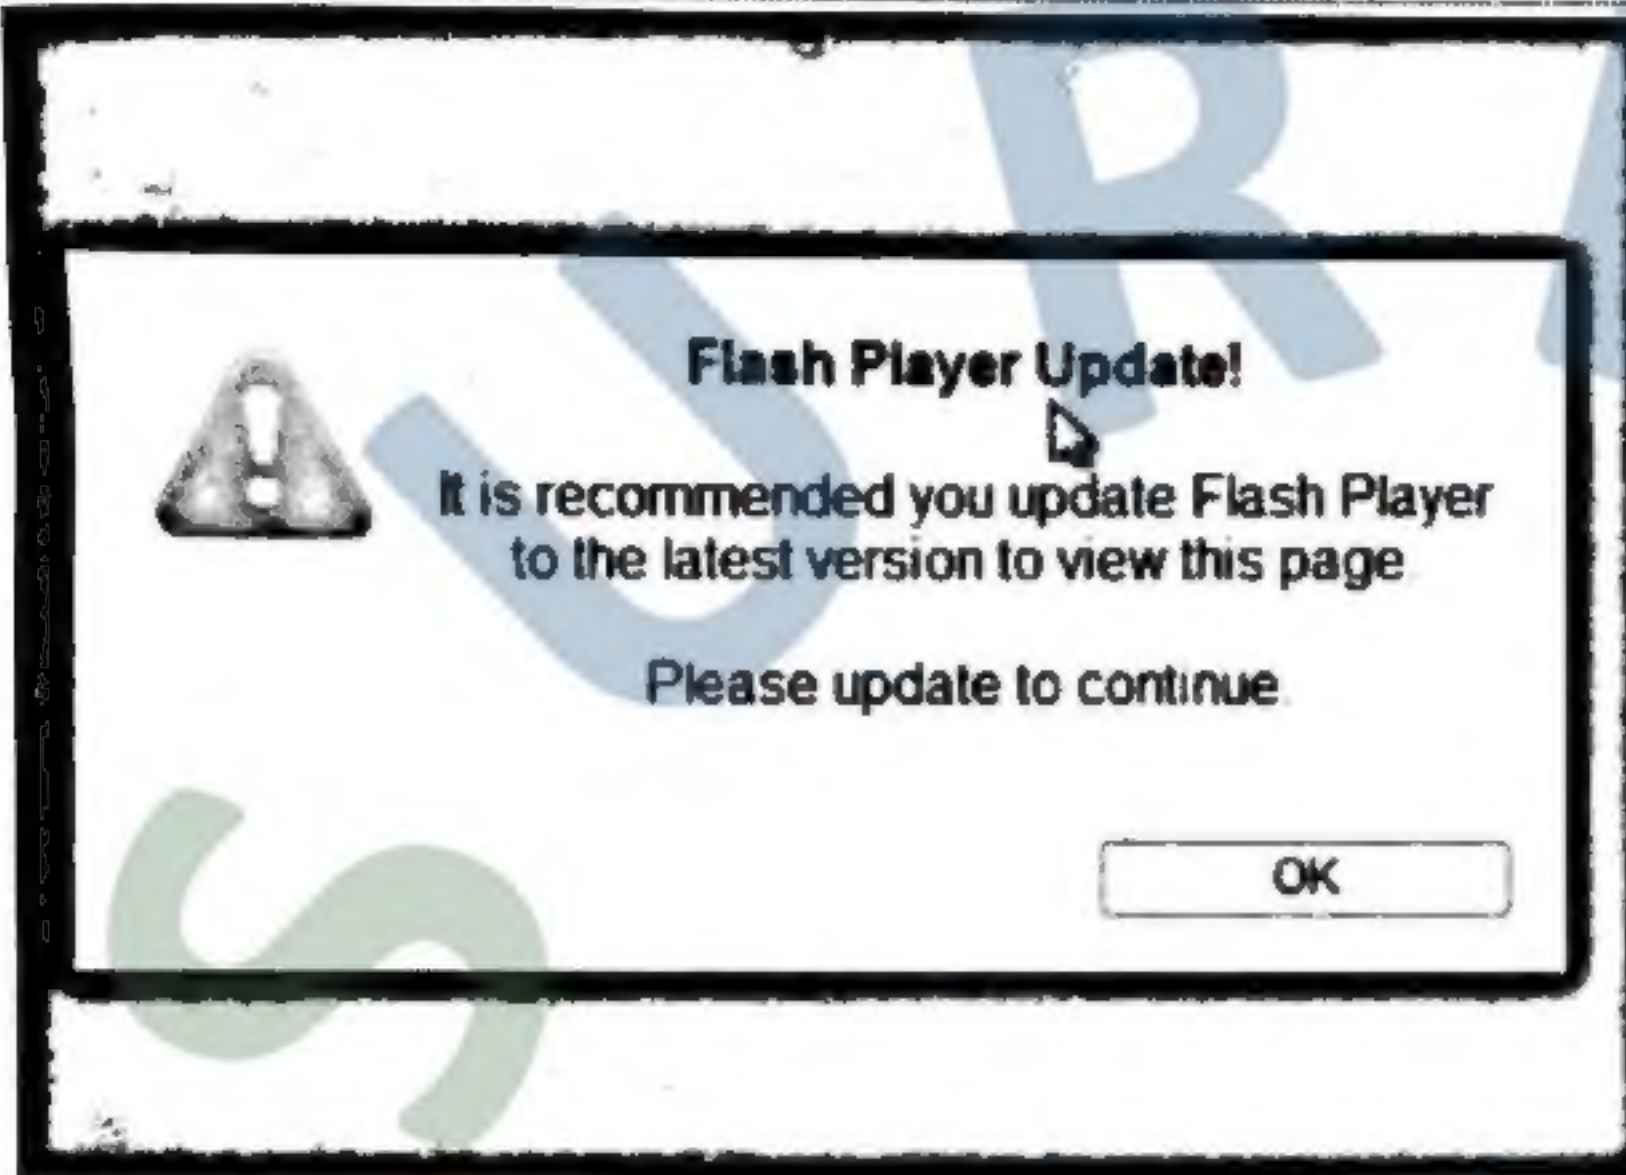 Flash Player Update!
It is recommended you update Flash Player
to the latest version to view this page.
Please update to continue.
OK
S U R